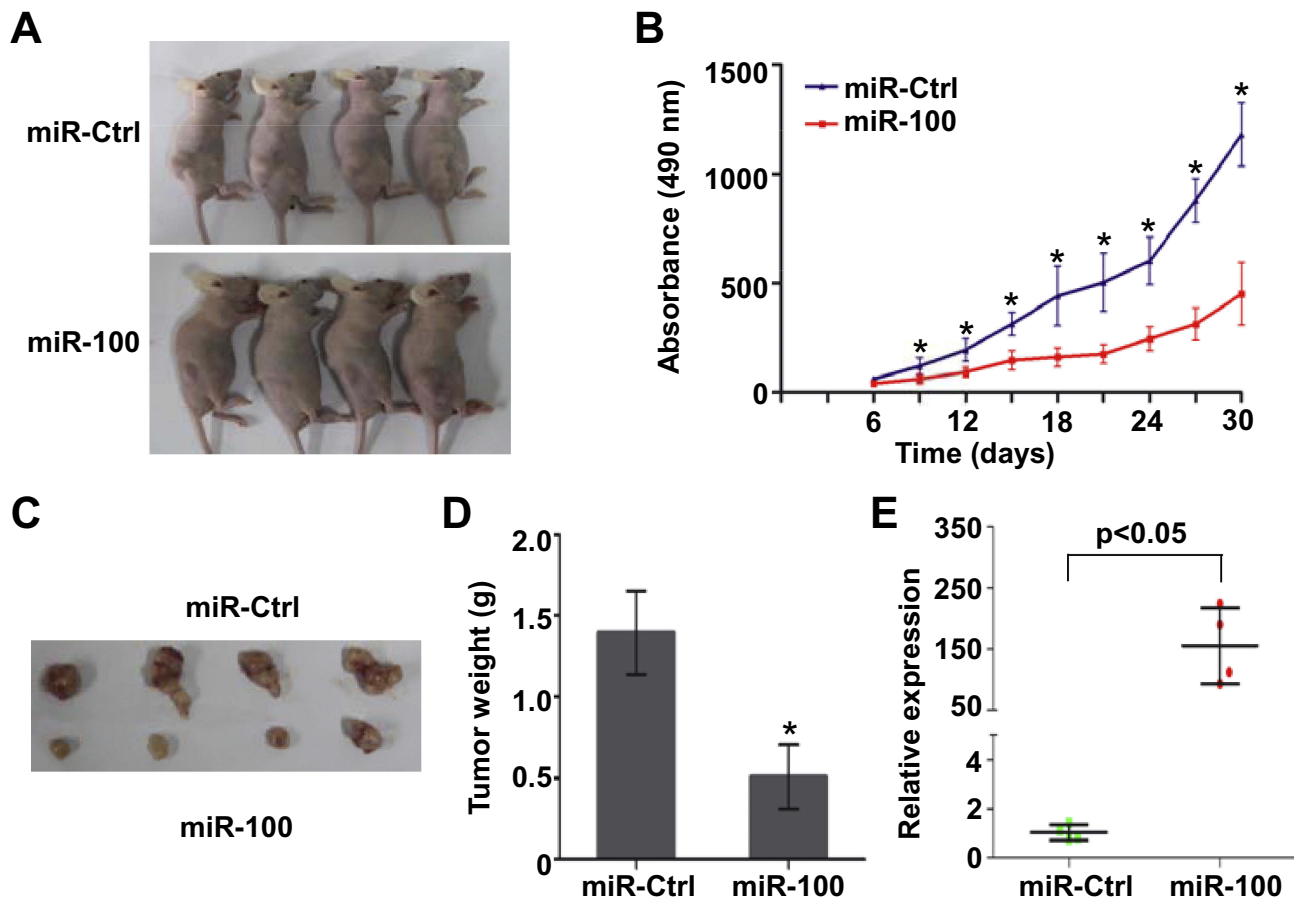 A
miR-Ctrl
miR-100
B
miR-Ctrl
miR-100
Absorbance (490 nm)
1500
1000
500
0
* * * * * * * *
6 12 18 24 30
Time (days)
C
miR-Ctrl
miR-100
D
Tumor weight (g)
2.0
1.5
1.0
0.5
0
*
miR-Ctrl miR-100
E
Relative expression
350
250
150
50
4
2
0
p<0.05
miR-Ctrl miR-100